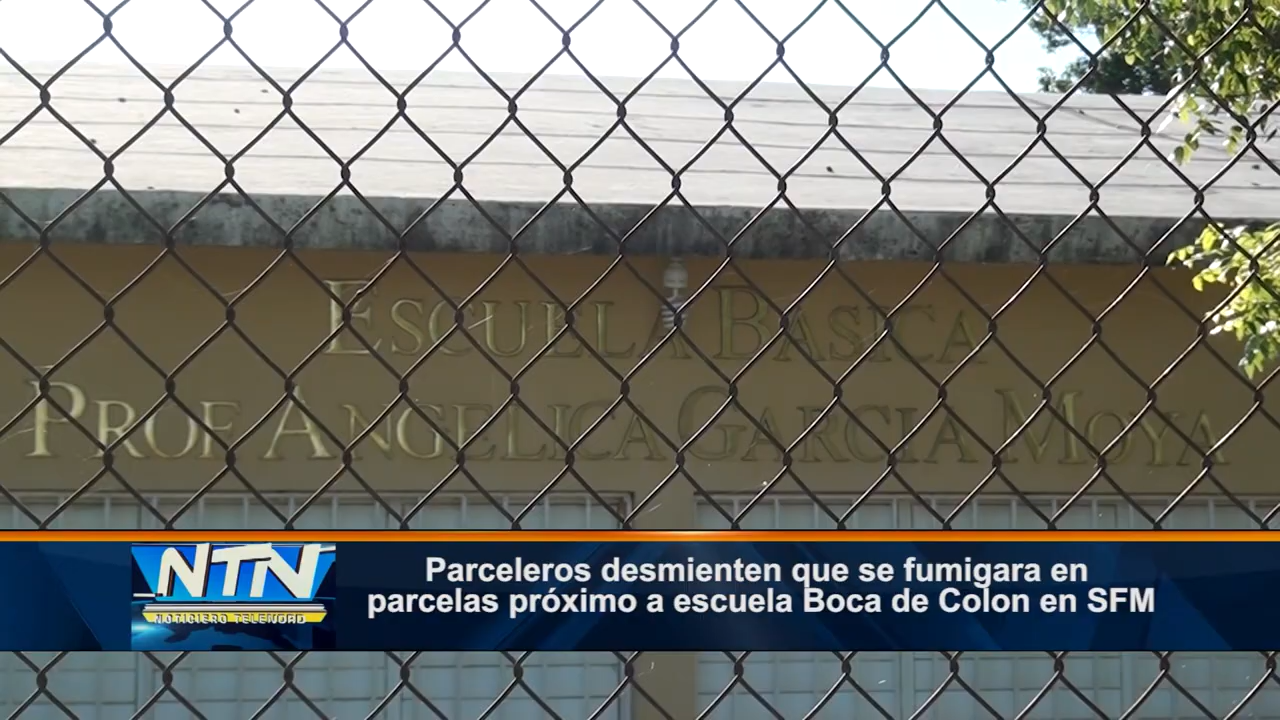 ESCUELA BASICA
PROF. ANGELICA GARCIA MOYA
NTN
NOTICIERO TELENORD
Parceleros desmienten que se fumigara en
parcelas próximo a escuela Boca de Colon en SFM